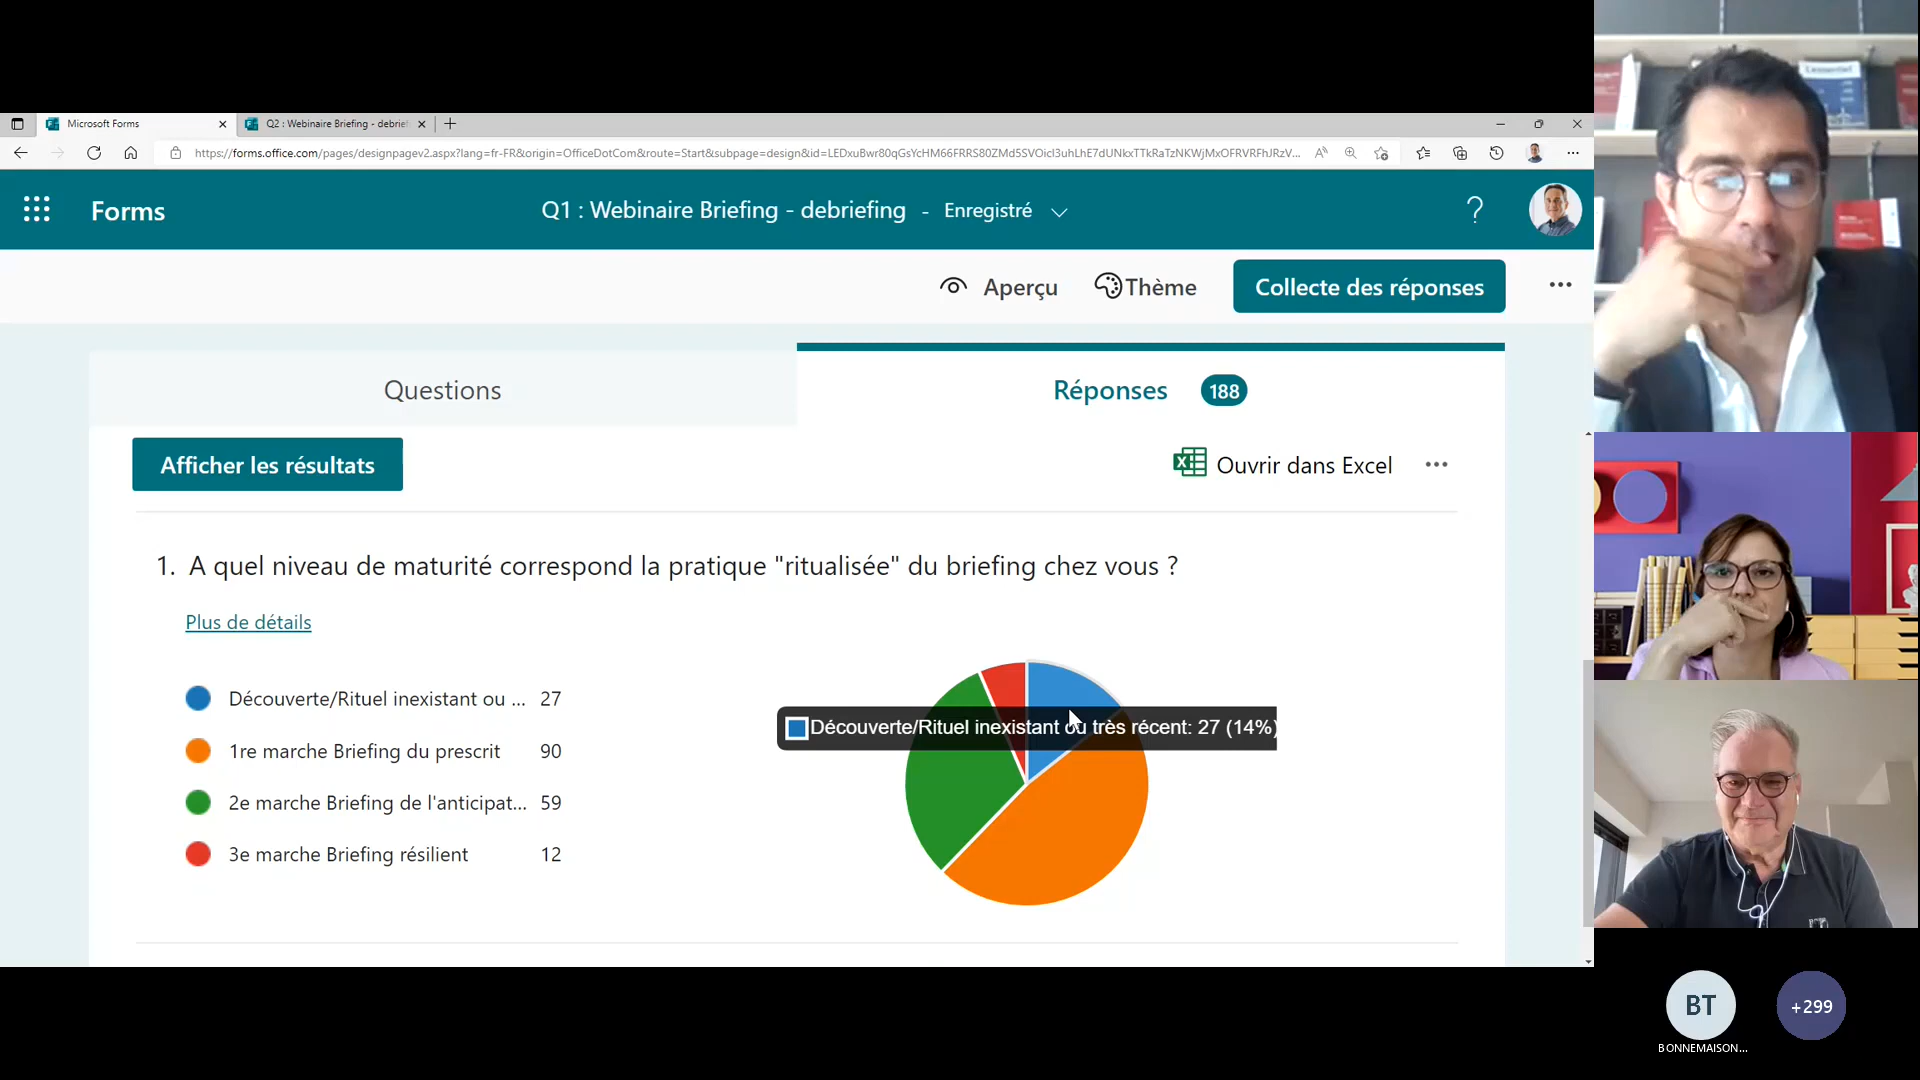 Microsoft Forms
Q2 : Webinaire Briefing - debrief
https://forms.office.com/pages/designpagev2.aspx?lang=fr-FR&origin=OfficeDotCom&route=Start&subpage=design&id=
Forms
Q1 : Webinaire Briefing - debriefing - Enregistré
?
Aperçu
Thème
Collecte des réponses
Questions
Réponses 188
Afficher les résultats
Ouvrir dans Excel
1. A quel niveau de maturité correspond la pratique "ritualisée" du briefing chez vous ?
Plus de détails
Découverte/Rituel inexistant ou ... 27
1re marche Briefing du prescrit 90
2e marche Briefing de l'anticipat... 59
3e marche Briefing résilient 12
Découverte/Rituel inexistant ou très récent: 27 (14%)
BT
+299
BONNEMAISON...